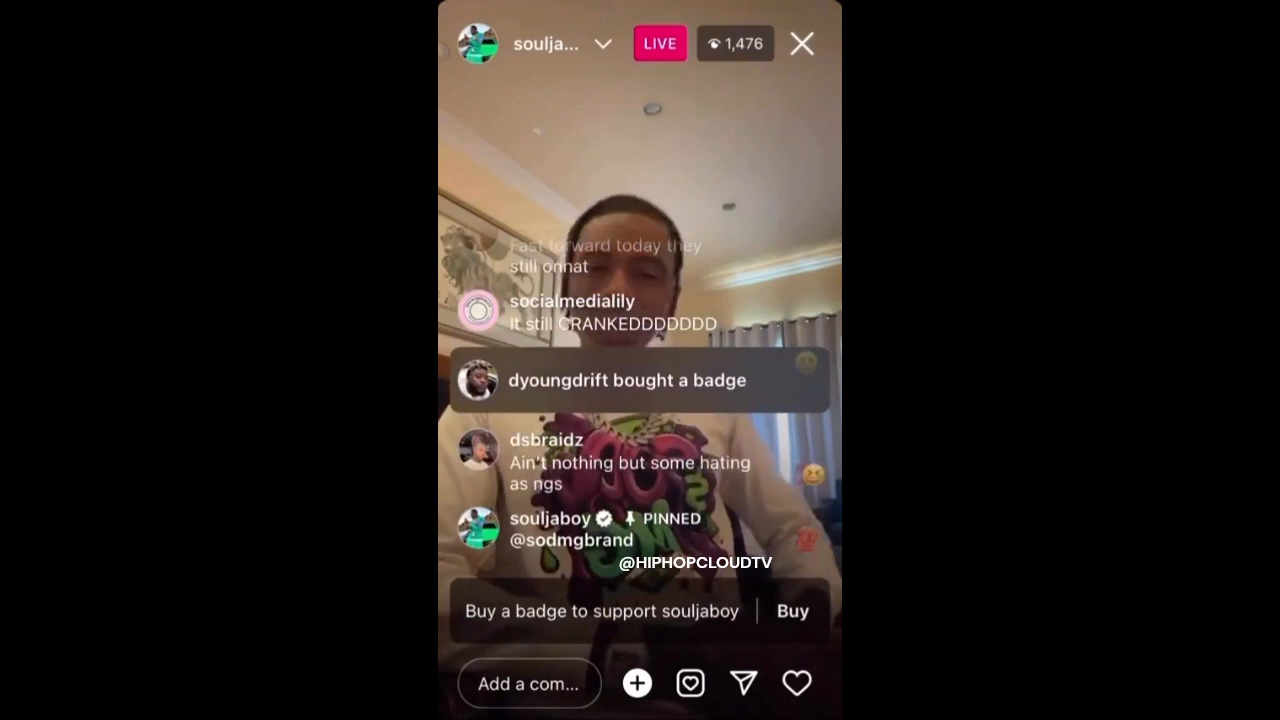 soulja...
LIVE
1,476
Fast forward today they
still onnat
socialmedialily
It still CRANKEDDDDDDD
dyoungdrift bought a badge
dsbraidz
Ain't nothing but some hating
as ngs
souljaboy PINNED
@sodmgbrand
@HIPHOPCLOUDTV
Buy a badge to support souljaboy | Buy
Add a com...